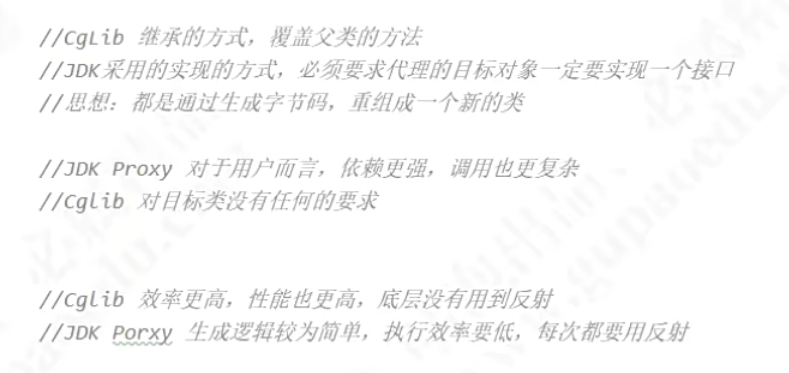 //CgLib 继承的方式，覆盖父类的方法
//JDK采用的实现的方式，必须要求代理的目标对象一定要实现一个接口
//思想：都是通过生成字节码，重组成一个新的类
//JDK Proxy 对于用户而言，依赖更强，调用也更复杂
//Cglib 对目标类没有任何的要求
//Cglib 效率更高，性能也更高，底层没有用到反射
//JDK Porxy 生成逻辑较为简单，执行效率要低，每次都要用反射